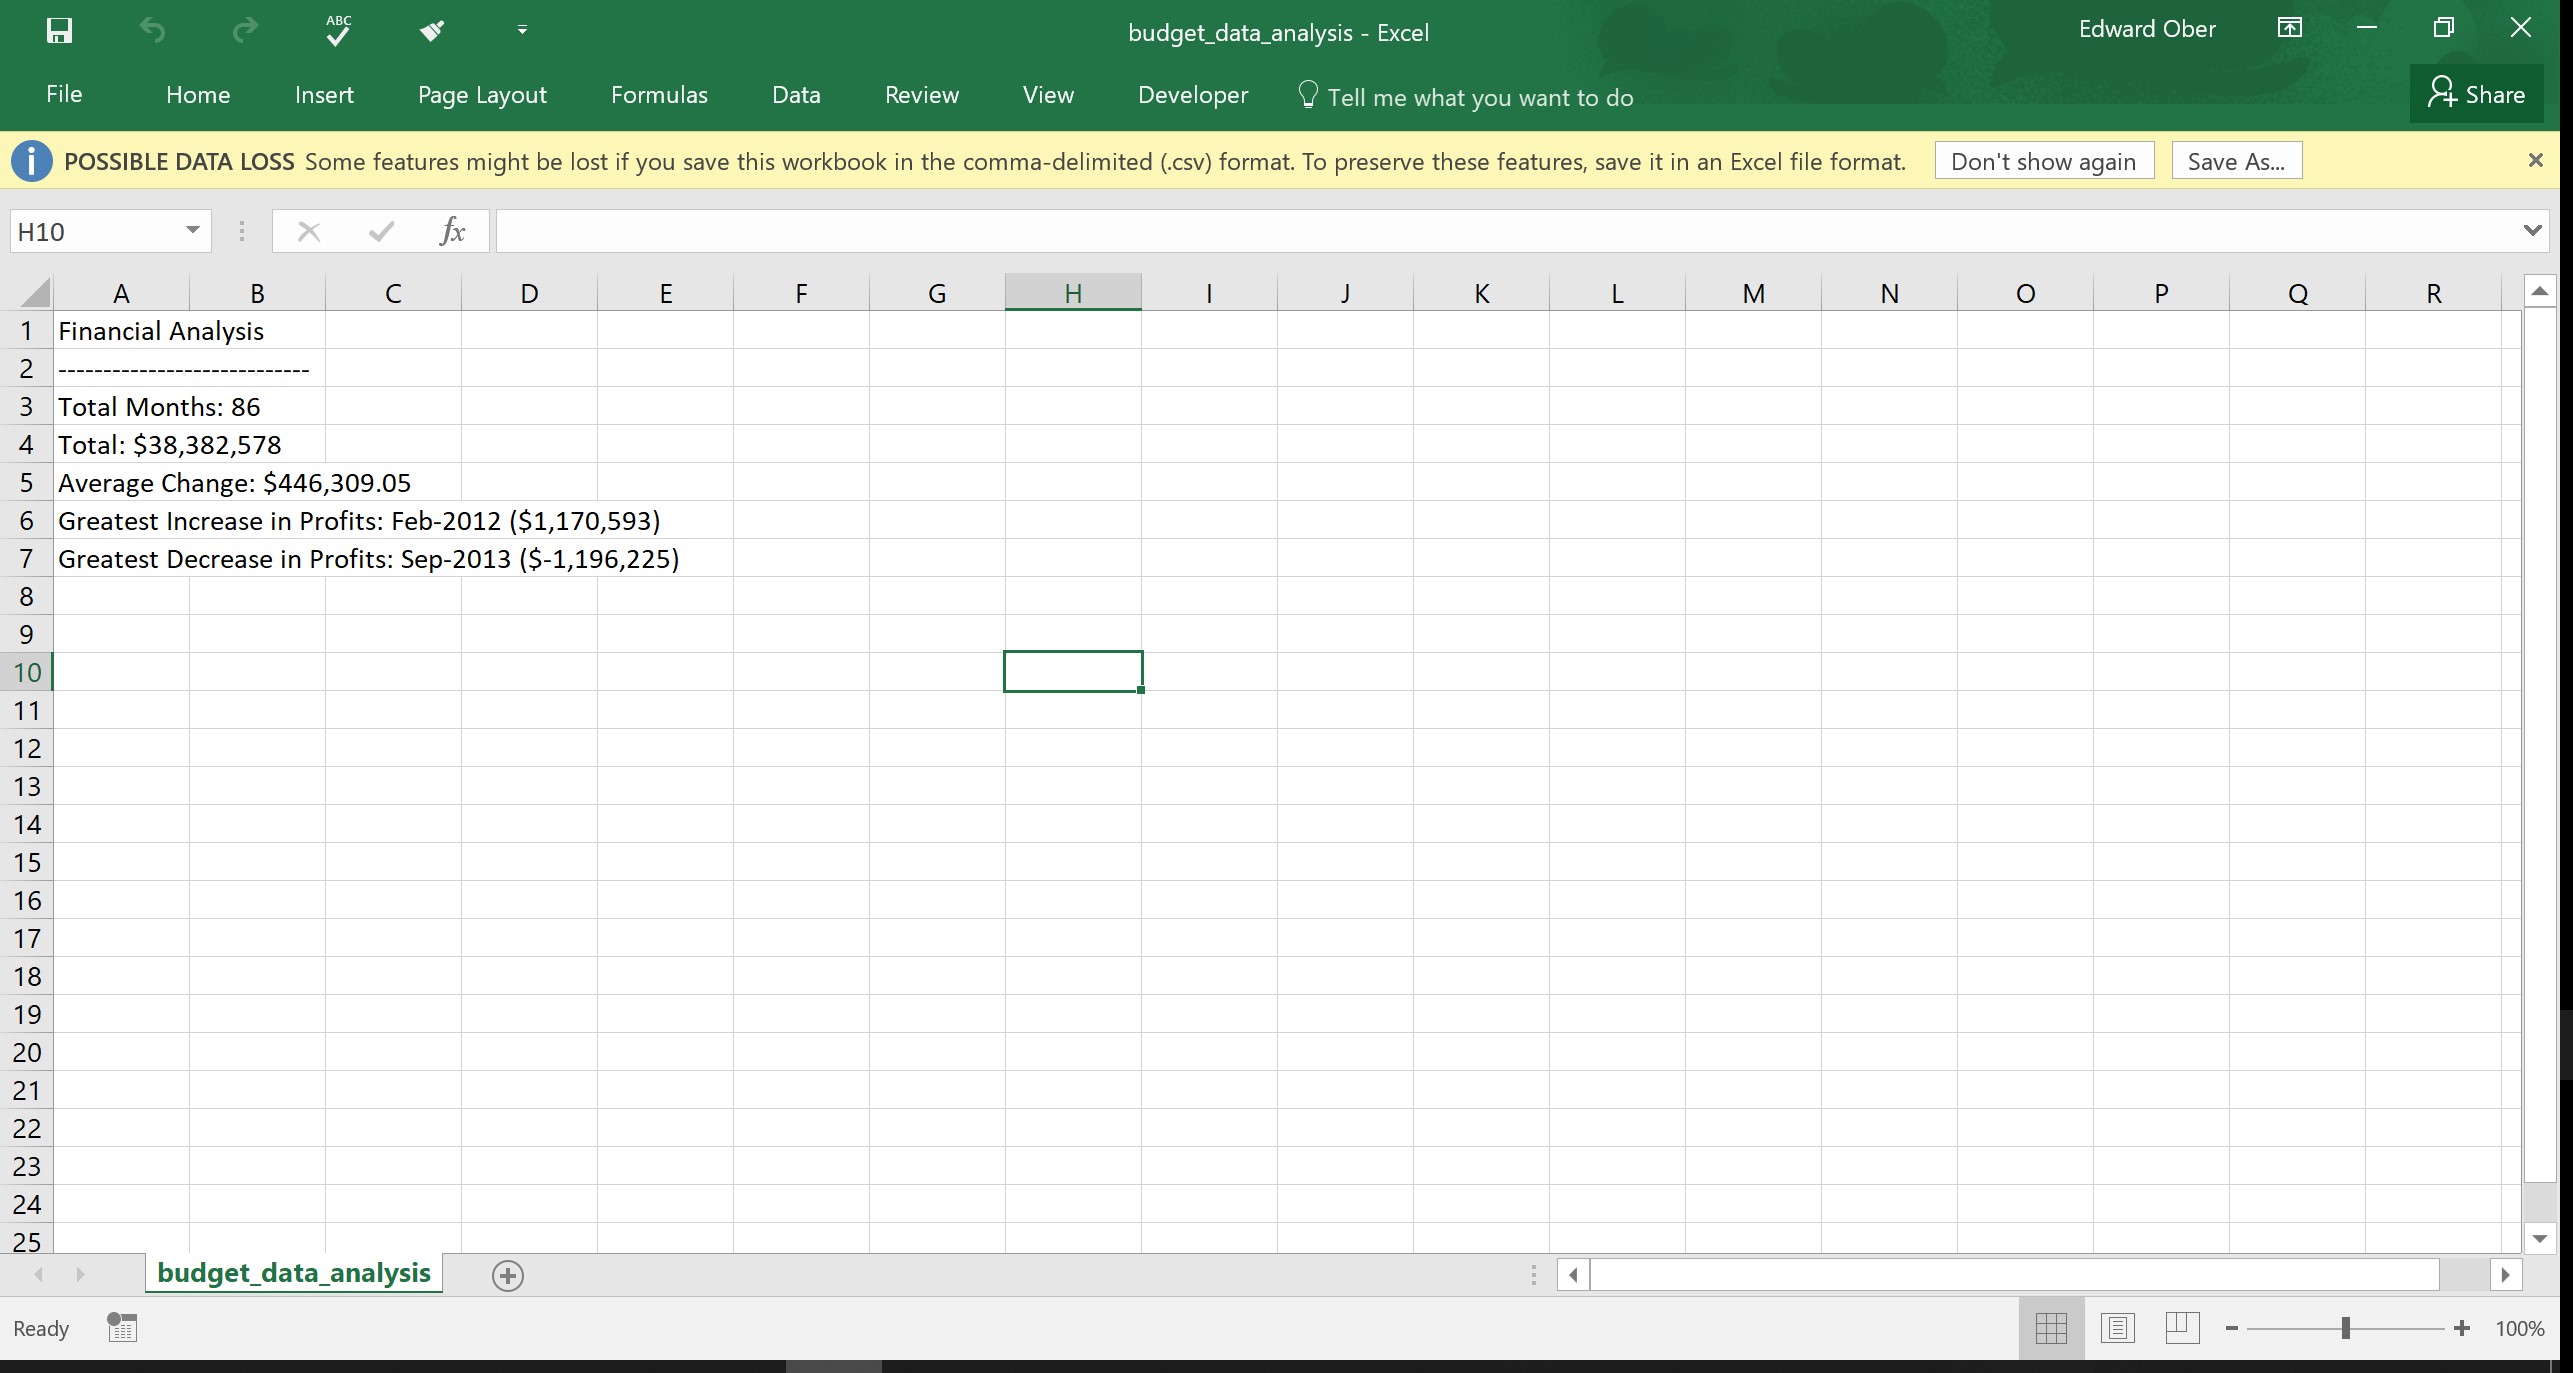 ABC
budget_data_analysis - Excel
Edward Ober
File Home Insert Page Layout Formulas Data Review View Developer Tell me what you want to do Share
POSSIBLE DATA LOSS Some features might be lost if you save this workbook in the comma-delimited (.csv) format. To preserve these features, save it in an Excel file format. Don't show again Save As...
H10 fx
A B C D E F G H I J K L M N O P Q R
1 Financial Analysis
2 ----------------------------
3 Total Months: 86
4 Total: $38,382,578
5 Average Change: $446,309.05
6 Greatest Increase in Profits: Feb-2012 ($1,170,593)
7 Greatest Decrease in Profits: Sep-2013 ($-1,196,225)
8
9
10
11
12
13
14
15
16
17
18
19
20
21
22
23
24
25
budget_data_analysis
Ready 100%